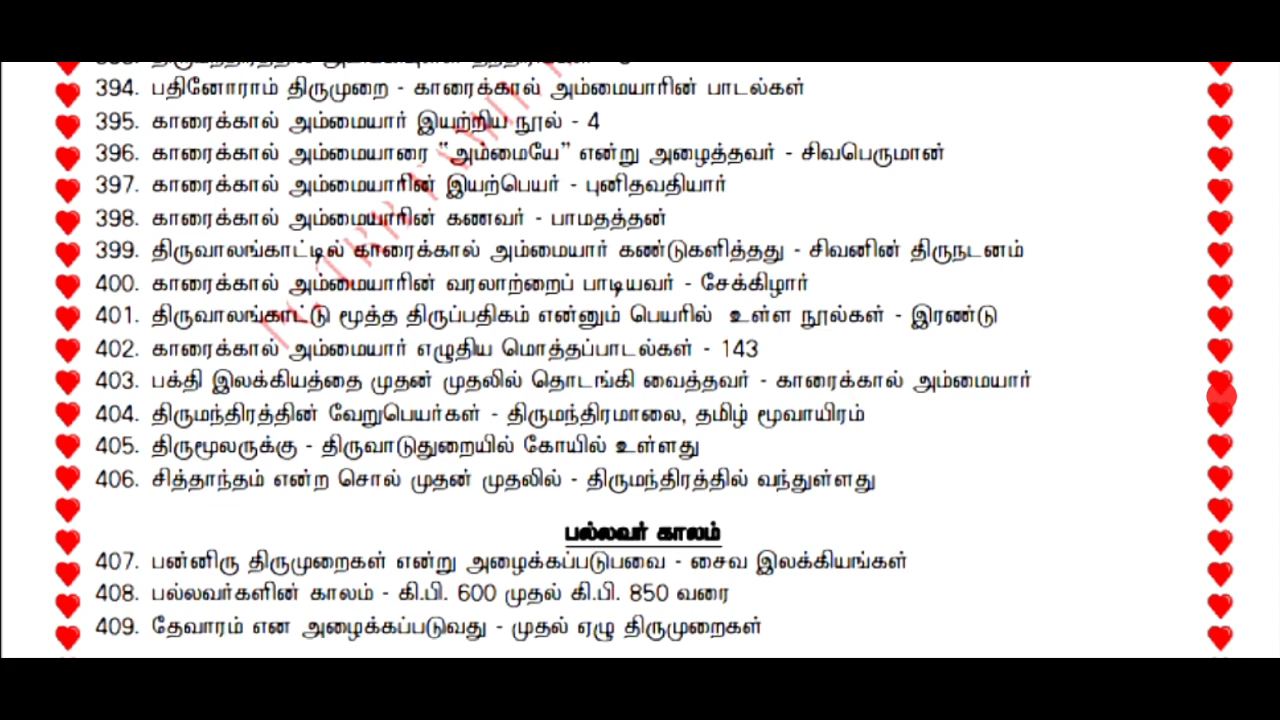 394. பதினோராம் திருமுறை - காரைக்கால் அம்மையாரின் பாடல்கள்
395. காரைக்கால் அம்மையார் இயற்றிய நூல் - 4
396. காரைக்கால் அம்மையாரை “அம்மையே” என்று அழைத்தவர் - சிவபெருமான்
397. காரைக்கால் அம்மையாரின் இயற்பெயர் - புனிதவதியார்
398. காரைக்கால் அம்மையாரின் கணவர் - பாமதத்தன்
399. திருவாலங்காட்டில் காரைக்கால் அம்மையார் கண்டுகளித்தது - சிவனின் திருநடனம்
400. காரைக்கால் அம்மையாரின் வரலாற்றைப் பாடியவர் - சேக்கிழார்
401. திருவாலங்காட்டு மூத்த திருப்பதிகம் என்னும் பெயரில் உள்ள நூல்கள் - இரண்டு
402. காரைக்கால் அம்மையார் எழுதிய மொத்தப்பாடல்கள் - 143
403. பக்தி இலக்கியத்தை முதன் முதலில் தொடங்கி வைத்தவர் - காரைக்கால் அம்மையார்
404. திருமந்திரத்தின் வேறுபெயர்கள் - திருமந்திரமாலை, தமிழ் மூவாயிரம்
405. திருமூலருக்கு - திருவாடுதுறையில் கோயில் உள்ளது
406. சித்தாந்தம் என்ற சொல் முதன் முதலில் - திருமந்திரத்தில் வந்துள்ளது
பல்லவர் காலம்
407. பன்னிரு திருமுறைகள் என்று அழைக்கப்படுபவை - சைவ இலக்கியங்கள்
408. பல்லவர்களின் காலம் - கி.பி. 600 முதல் கி.பி. 850 வரை
409. தேவாரம் என அழைக்கப்படுவது - முதல் ஏழு திருமுறைகள்